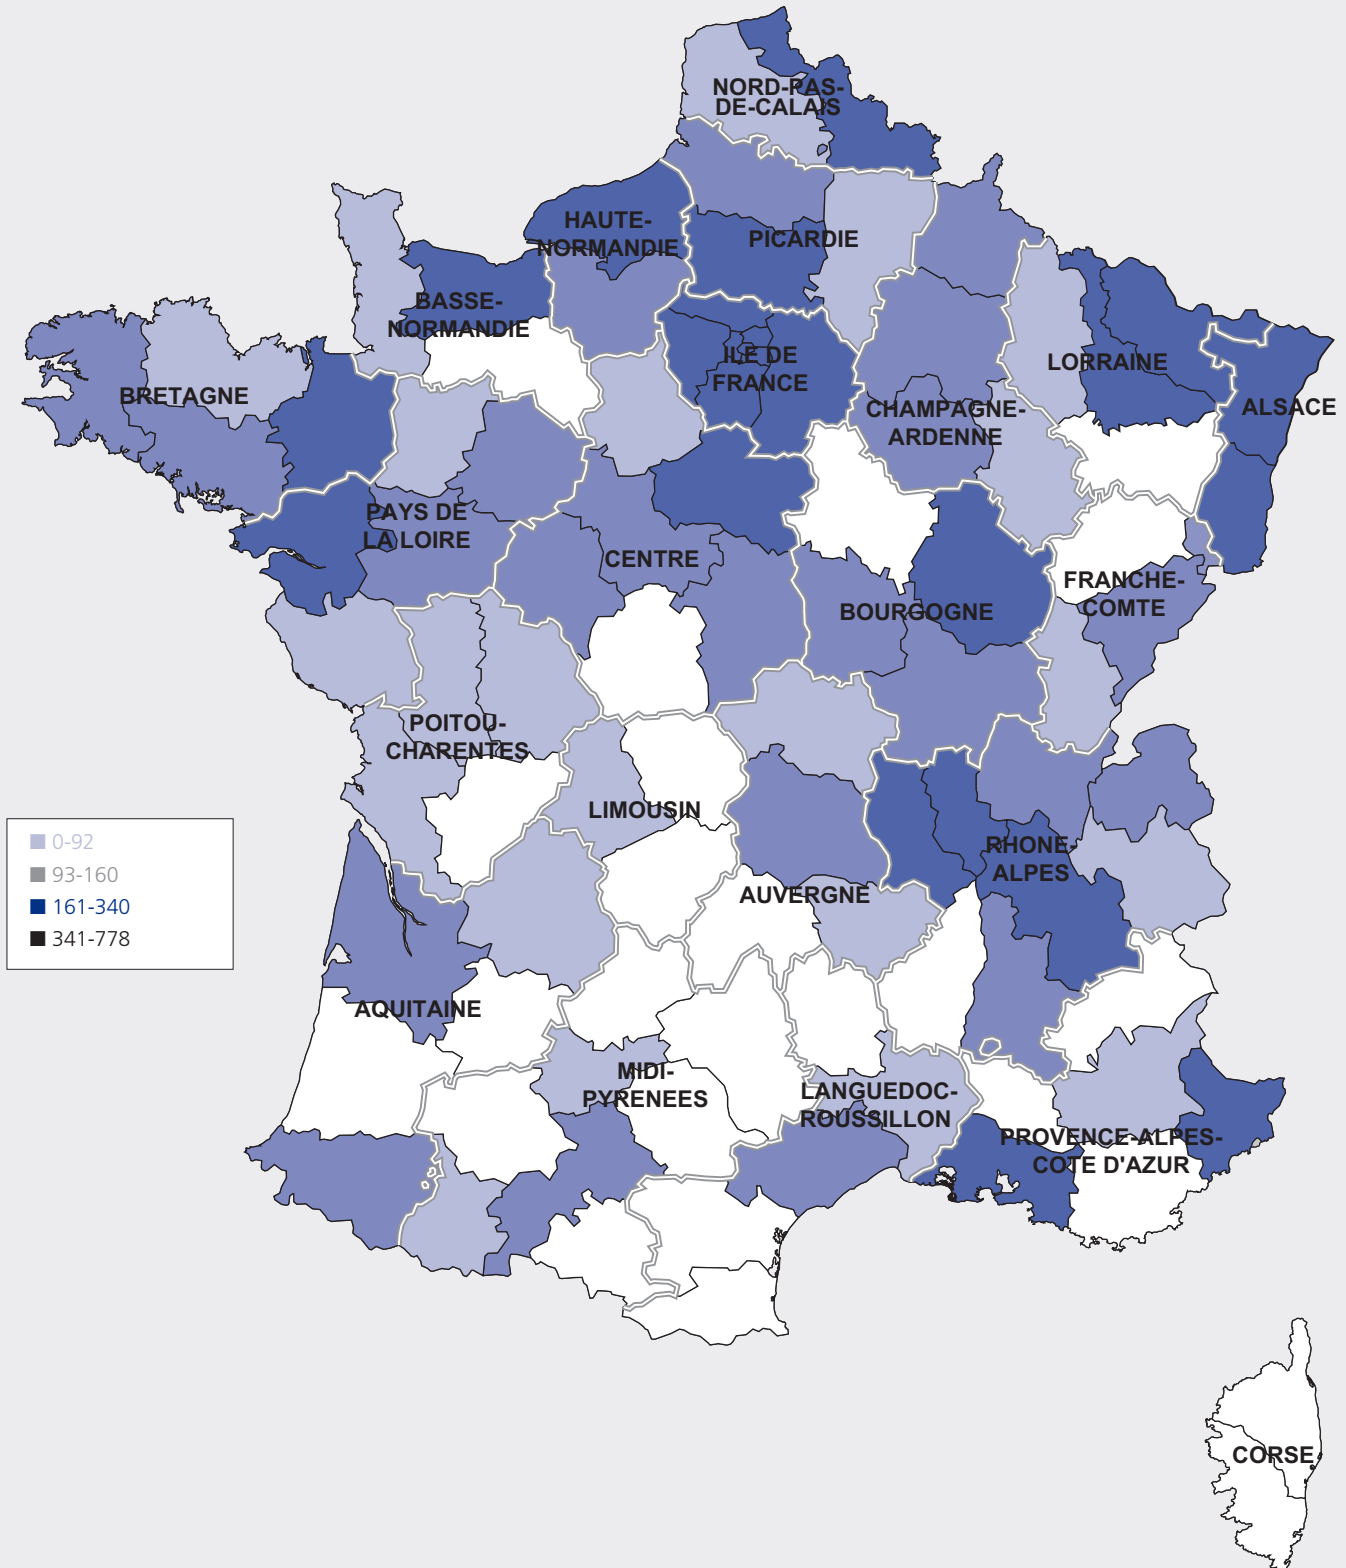 NORD-PAS-
DE-CALAIS
HAUTE-
NORMANDIE
PICARDIE
BASSE-
NORMANDIE
ILE DE
FRANCE
LORRAINE
BRETAGNE
CHAMPAGNE-
ARDENNE
ALSACE
PAYS DE
LA LOIRE
CENTRE
FRANCHE-
COMTE
BOURGOGNE
POITOU-
CHARENTES
LIMOUSIN
RHONE-
ALPES
AUVERGNE
0-92
93-160
161-340
341-778
AQUITAINE
MIDI-
PYRENEES
LANGUEDOC-
ROUSSILLON
PROVENCE-ALPES-
COTE D'AZUR
CORSE